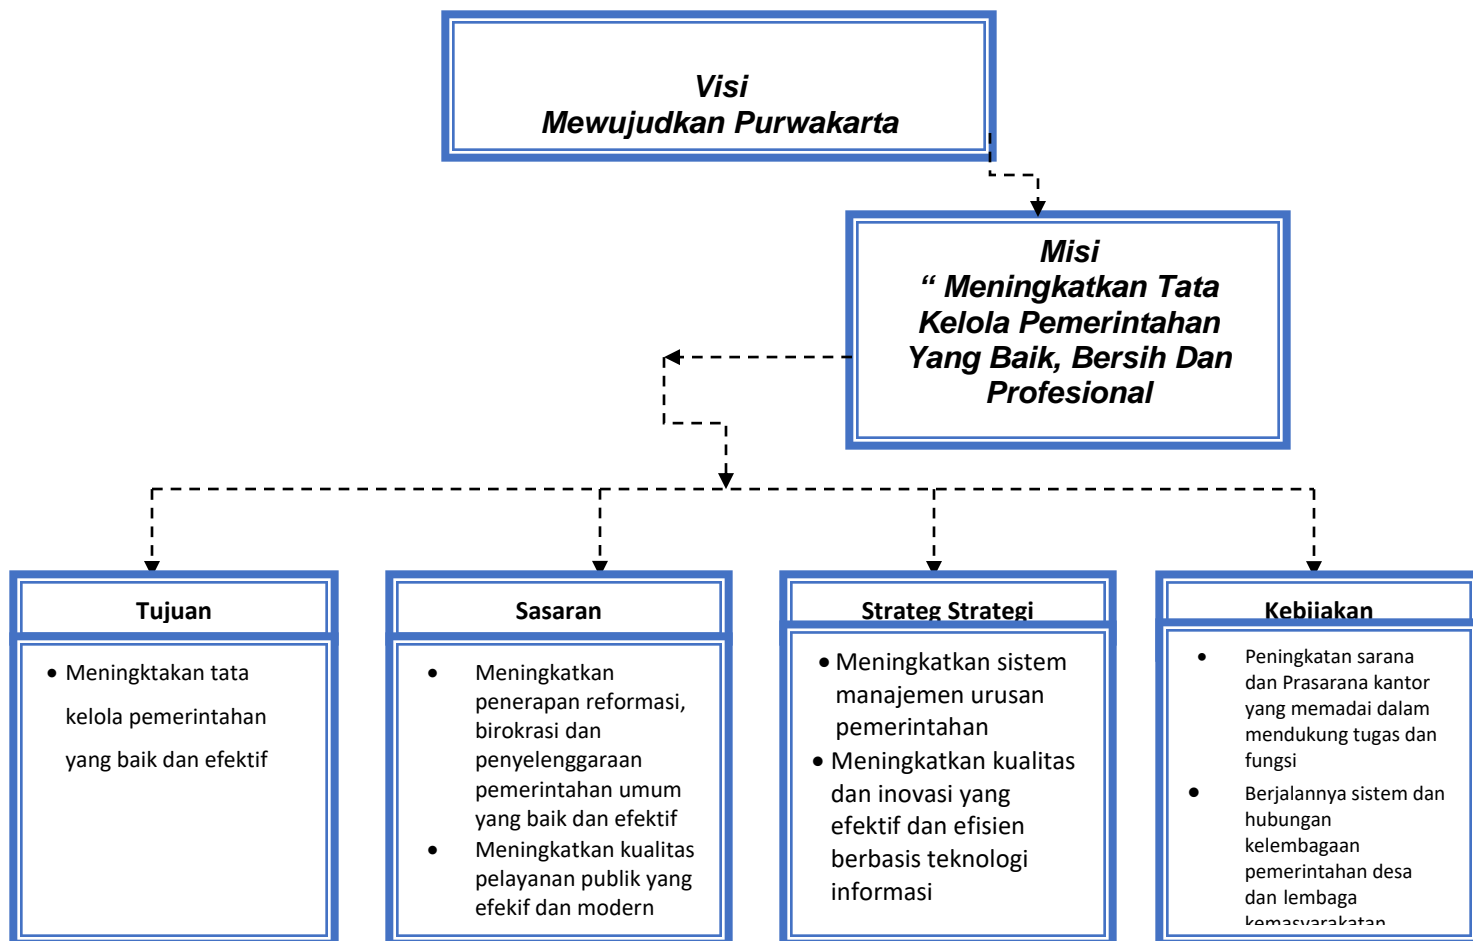 Visi
Mewujudkan Purwakarta
Misi
“ Meningkatkan Tata
Kelola Pemerintahan
Yang Baik, Bersih Dan
Profesional
Tujuan
• Meningktakan tata
kelola pemerintahan
yang baik dan efektif
Sasaran
• Meningkatkan
penerapan reformasi,
birokrasi dan
penyelenggaraan
pemerintahan umum
yang baik dan efektif
• Meningkatkan kualitas
pelayanan publik yang
efekif dan modern
Strateg Strategi
• Meningkatkan sistem
manajemen urusan
pemerintahan
• Meningkatkan kualitas
dan inovasi yang
efektif dan efisien
berbasis teknologi
informasi
Kebijakan
• Peningkatan sarana
dan Prasarana kantor
yang memadai dalam
mendukung tugas dan
fungsi
• Berjalannya sistem dan
hubungan
kelembagaan
pemerintahan desa
dan lembaga
kemasyarakatan